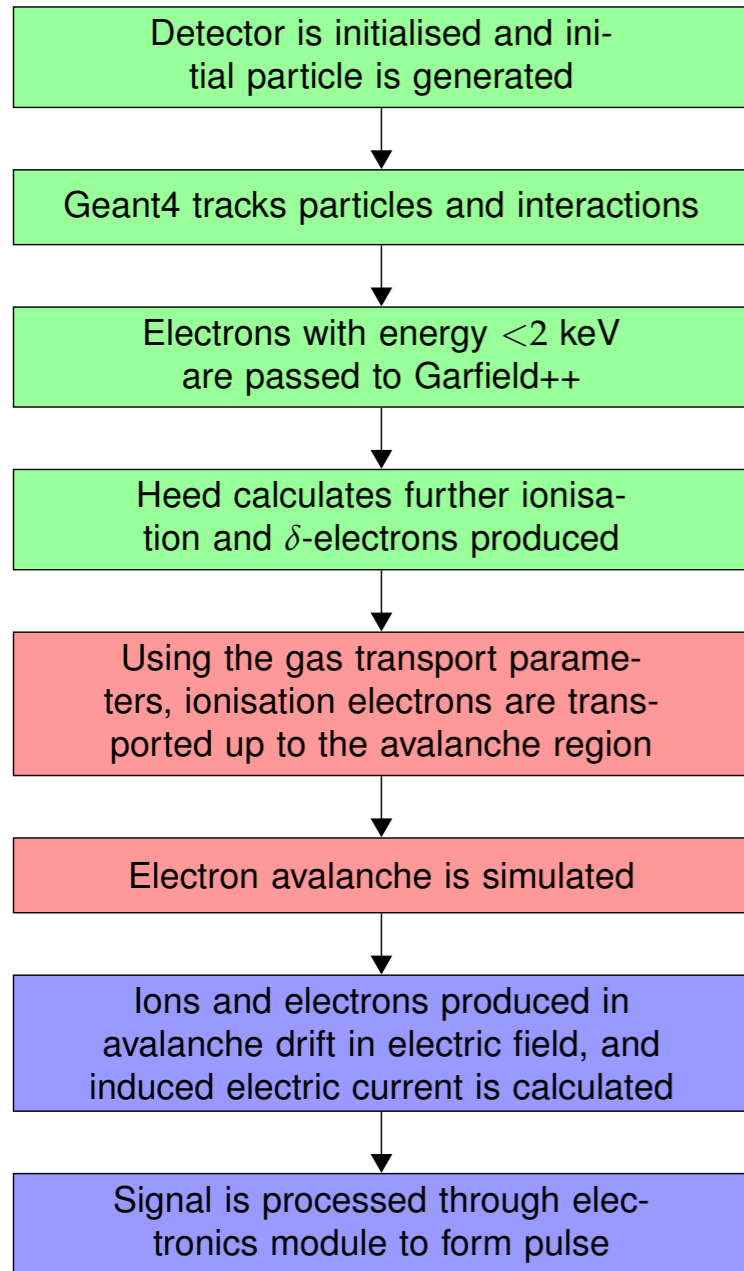 Detector is initialised and ini-
tial particle is generated
Geant4 tracks particles and interactions
Electrons with energy <2 keV
are passed to Garfield++
Heed calculates further ionisa-
tion and δ-electrons produced
Using the gas transport parame-
ters, ionisation electrons are trans-
ported up to the avalanche region
Electron avalanche is simulated
Ions and electrons produced in
avalanche drift in electric field, and
induced electric current is calculated
Signal is processed through elec-
tronics module to form pulse